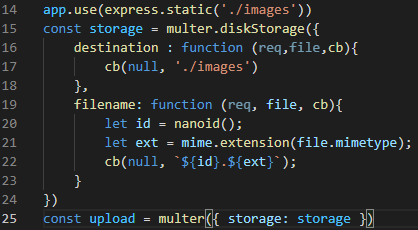 14 app.use(express.static('./images'))
15 const storage = multer.diskStorage({
16     destination : function (req,file,cb){
17         cb(null, './images')
18     },
19     filename: function (req, file, cb){
20         let id = nanoid();
21         let ext = mime.extension(file.mimetype);
22         cb(null, `${id}.${ext}`);
23     }
24 })
25 const upload = multer({ storage: storage })